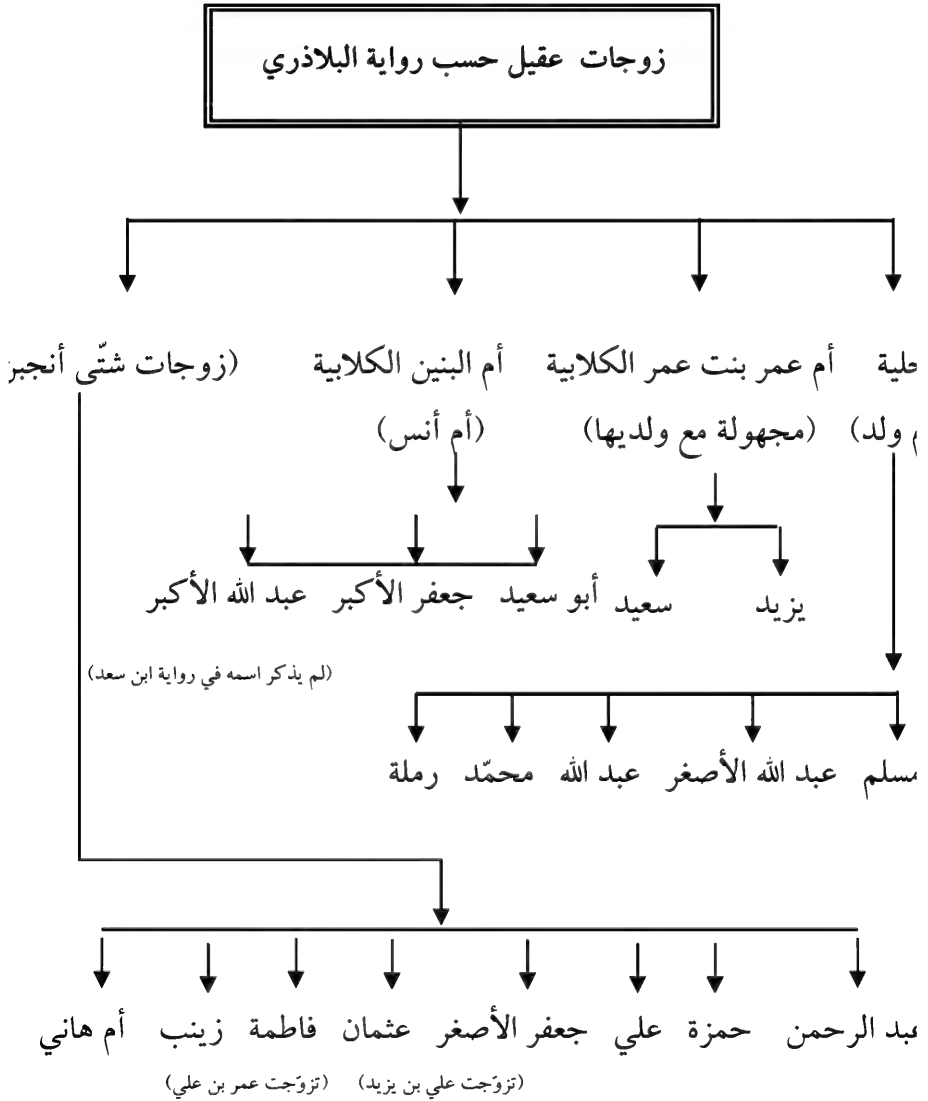 زوجات عقيل حسب رواية البلاذري
حلية أم عمر بنت عمر الكلابية أم البنين الكلابية (زوجات شتّى أنجبن
م ولد) (مجهولة مع ولديها) (أم أنس)
يزيد سعيد أبو سعيد جعفر الأكبر عبد الله الأكبر
(لم يذكر اسمه في رواية ابن سعد)
مسلم عبد الله الأصغر عبد الله محمّد رملة
عبد الرحمن حمزة علي جعفر الأصغر عثمان فاطمة زينب أم هاني
(تزوّجت علي بن يزيد) (تزوّجت عمر بن علي)